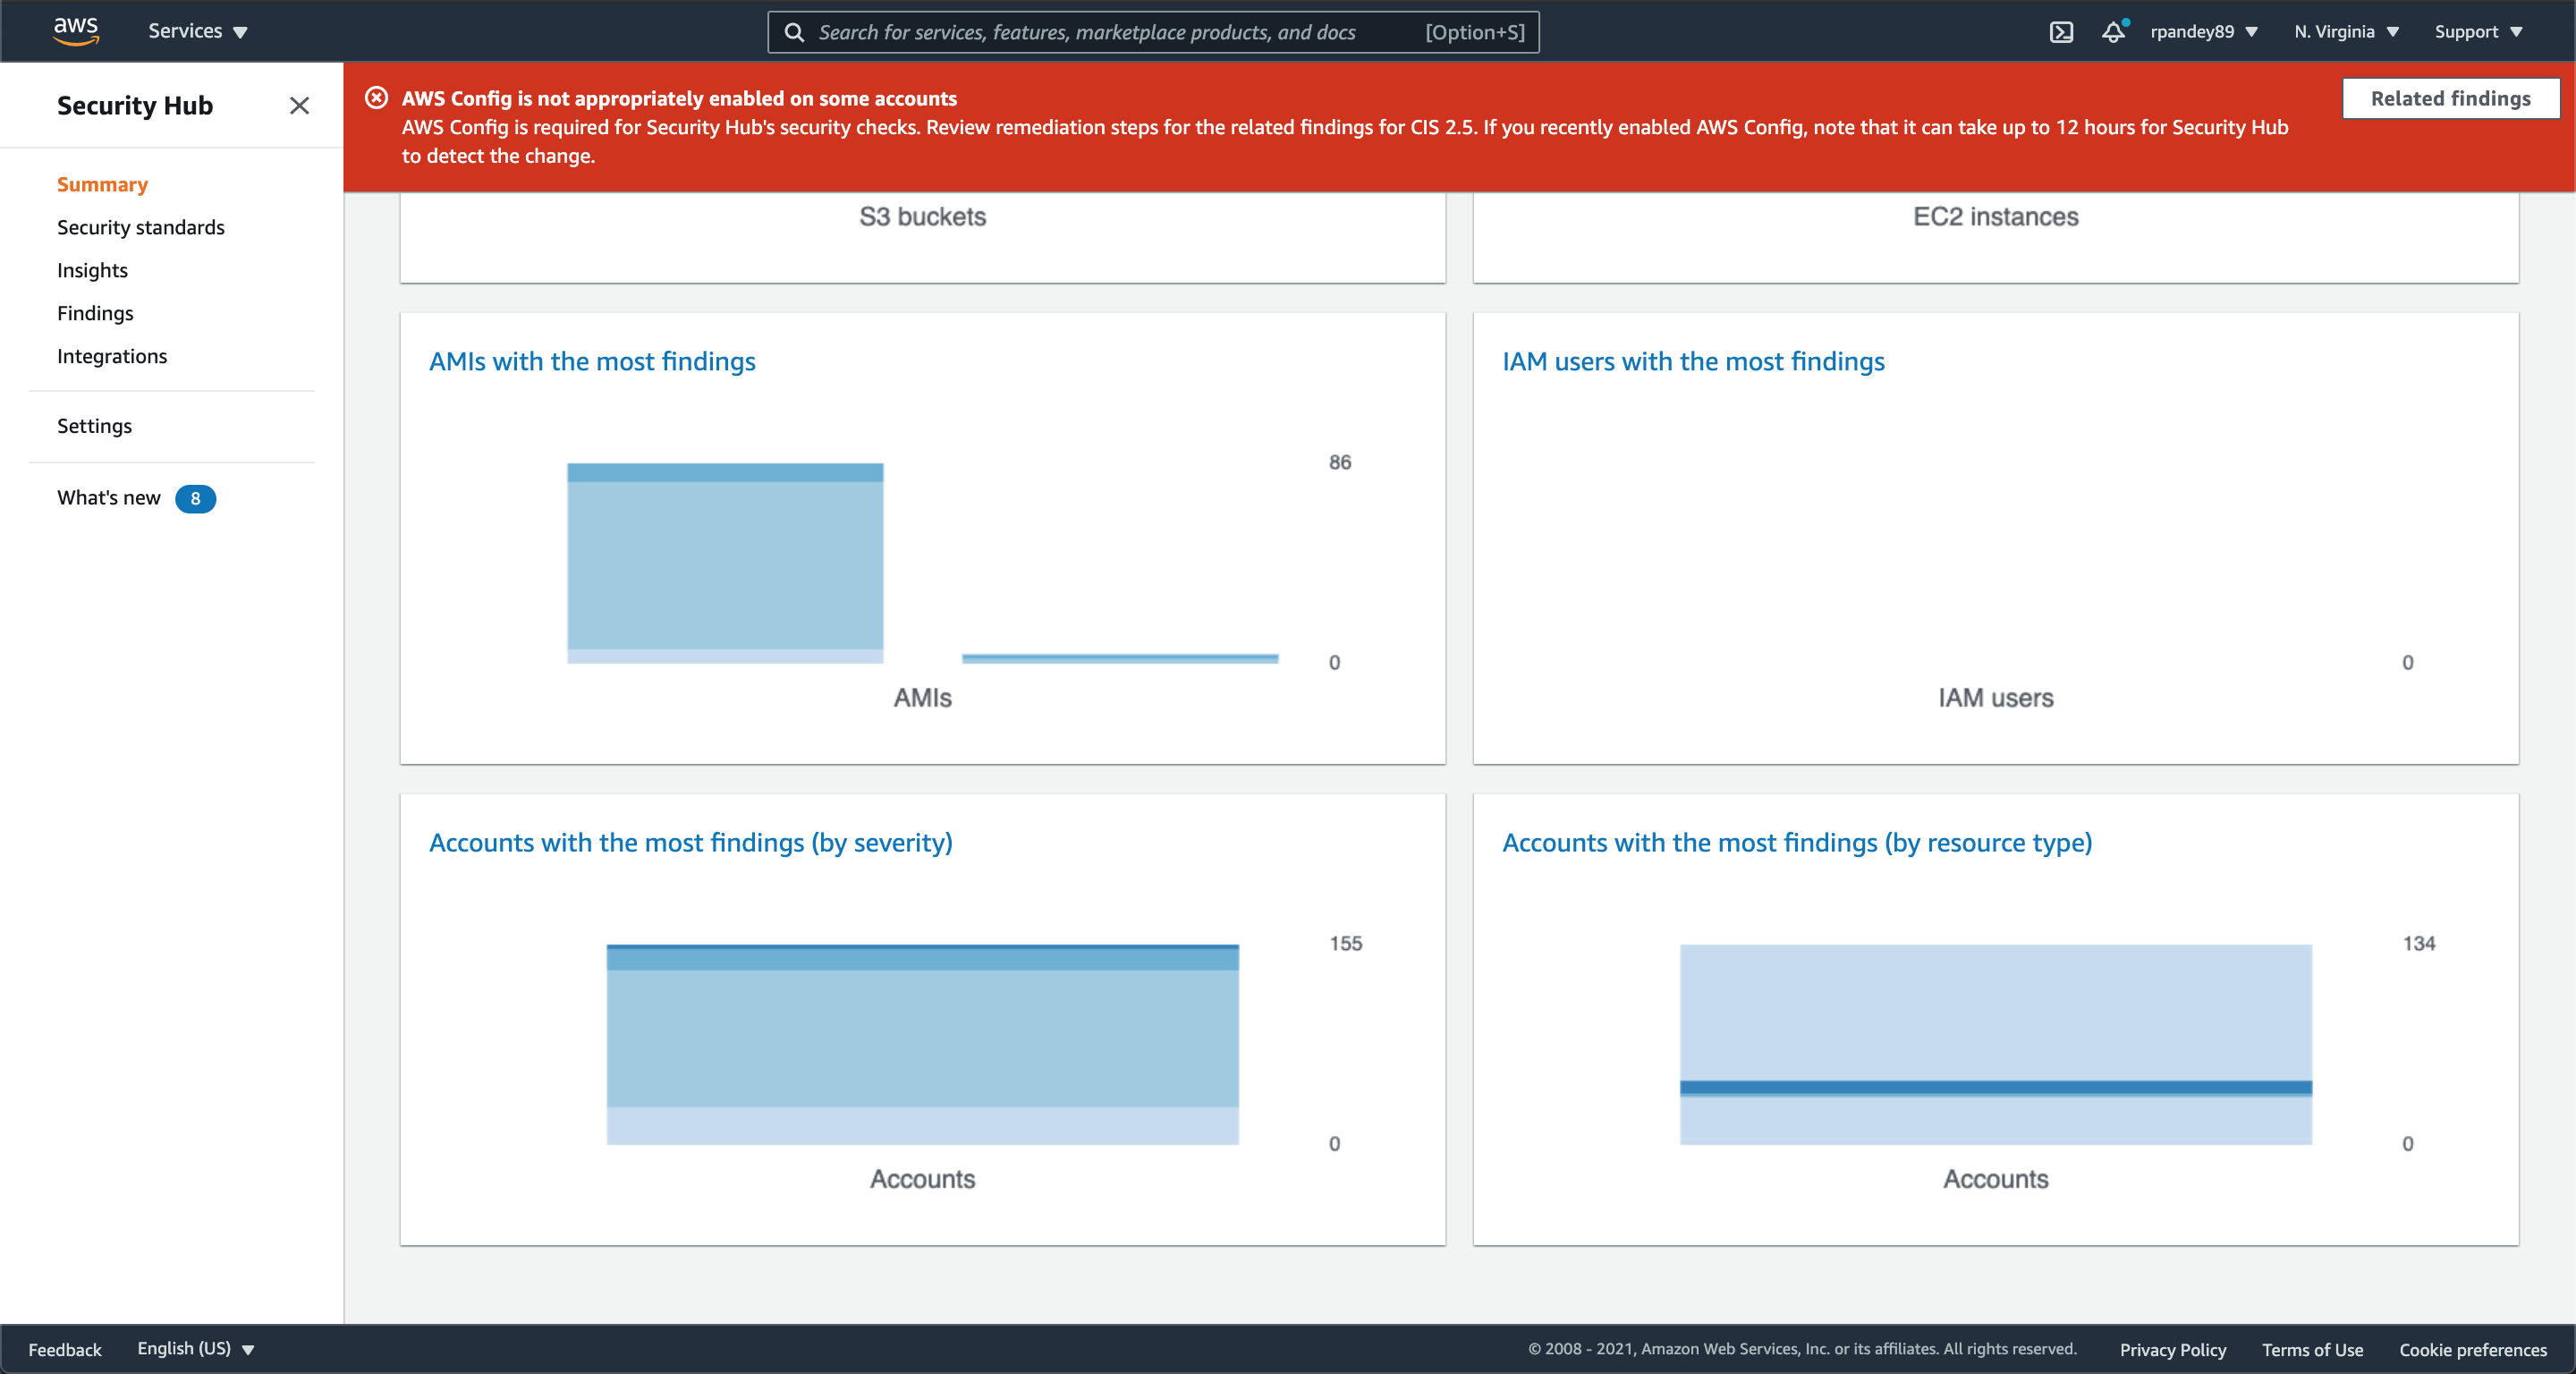 aws
Services
Search for services, features, marketplace products, and docs
[Option+S]
rpandey89
N. Virginia
Support
Security Hub
Summary
Security standards
Insights
Findings
Integrations
Settings
What's new 8
AWS Config is not appropriately enabled on some accounts
AWS Config is required for Security Hub's security checks. Review remediation steps for the related findings for CIS 2.5. If you recently enabled AWS Config, note that it can take up to 12 hours for Security Hub
to detect the change.
Related findings
S3 buckets
EC2 instances
AMIs with the most findings
86
0
AMIs
IAM users with the most findings
0
IAM users
Accounts with the most findings (by severity)
155
0
Accounts
Accounts with the most findings (by resource type)
134
0
Accounts
Feedback
English (US)
© 2008 - 2021, Amazon Web Services, Inc. or its affiliates. All rights reserved.
Privacy Policy
Terms of Use
Cookie preferences